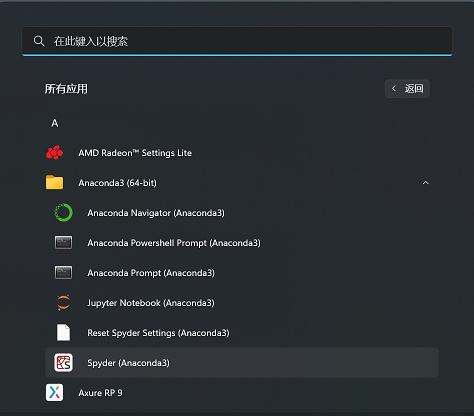 在此键入以搜索
所有应用
返回
A
AMD Radeon™ Settings Lite
Anaconda3 (64-bit)
Anaconda Navigator (Anaconda3)
Anaconda Powershell Prompt (Anaconda3)
Anaconda Prompt (Anaconda3)
Jupyter Notebook (Anaconda3)
Reset Spyder Settings (Anaconda3)
Spyder (Anaconda3)
Axure RP 9